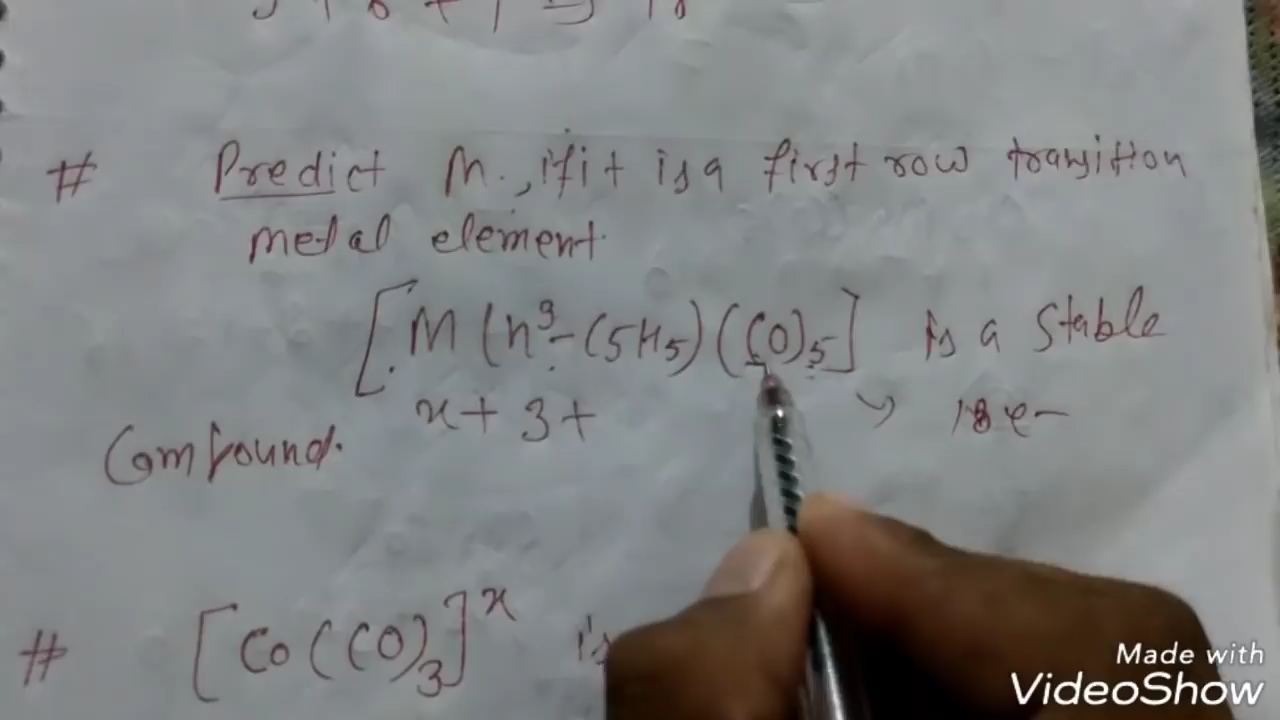 # Predict M., if it is a first row transition
metal element.
[M(η³-C5H5)(CO)5] is a stable
x + 3 + → 18 e-
Compound.
# [Co(CO)3]x is
Made with
VideoShow